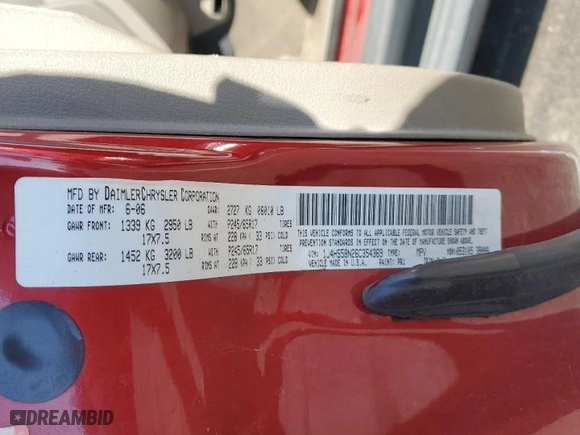 MFD BY DAIMLERCHRYSLER CORPORATION
DATE OF MFR: 6-06 GVWR: 2727 KG 06010 LB
GAWR FRONT: 1339 KG 2950 LB WITH P245/65R17 TIRES
17X7.5 RIMS AT 228 KPA / 33 PSI COLD
GAWR REAR: 1452 KG 3200 LB WITH P245/65R17 TIRES
17X7.5 RIMS AT 228 KPA / 33 PSI COLD
THIS VEHICLE CONFORMS TO ALL APPLICABLE FEDERAL MOTOR VEHICLE SAFETY AND THEFT
PREVENTION STANDARDS IN EFFECT ON THE DATE OF MANUFACTURE SHOWN ABOVE.
VIN: 1J4HS58N26C354369 TYPE: MPV
VEHICLE MADE IN U.S.A. PAINT: PR4
DREAMBID